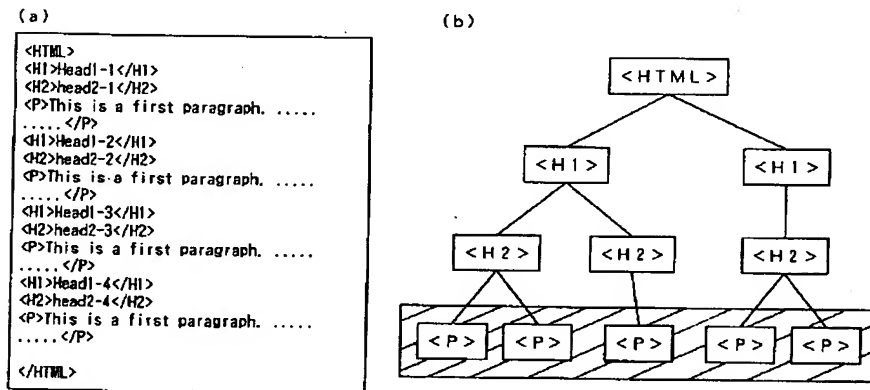 (a)
<HTML>
<H1>Head1-1</H1>
<H2>head2-1</H2>
<P>This is a first paragraph. .....
.....</P>
<H1>Head1-2</H1>
<H2>head2-2</H2>
<P>This is a first paragraph. .....
.....</P>
<H1>Head1-3</H1>
<H2>head2-3</H2>
<P>This is a first paragraph. .....
.....</P>
<H1>Head1-4</H1>
<H2>head2-4</H2>
<P>This is a first paragraph. .....
.....</P>
</HTML>
(b)
<HTML>
<H1> <H1>
<H2> <H2> <H2>
<P> <P> <P> <P> <P>